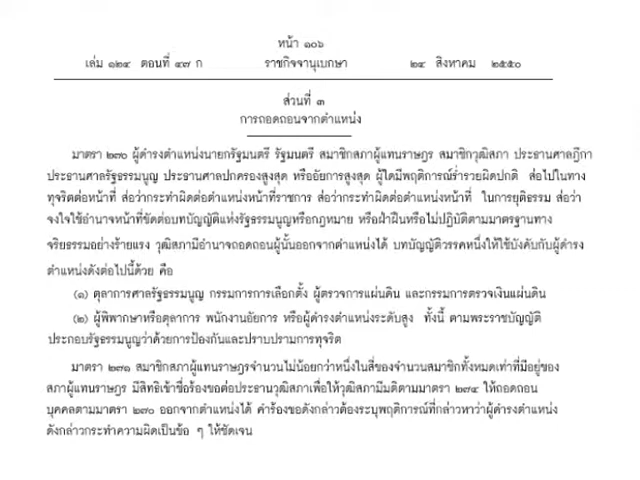 หน้า ๑๐๖
เล่ม ๑๒๔ ตอนที่ ๔๗ ก ราชกิจจานุเบกษา ๒๔ สิงหาคม ๒๕๕๐
ส่วนที่ ๓
การถอดถอนจากตำแหน่ง
มาตรา ๒๗๐ ผู้ดำรงตำแหน่งนายกรัฐมนตรี รัฐมนตรี สมาชิกสภาผู้แทนราษฎร สมาชิกวุฒิสภา ประธานศาลฎีกา
ประธานศาลรัฐธรรมนูญ ประธานศาลปกครองสูงสุด หรืออัยการสูงสุด ผู้ใดมีพฤติการณ์ร่ำรวยผิดปกติ ส่อไปในทาง
ทุจริตต่อหน้าที่ ส่อว่ากระทำผิดต่อตำแหน่งหน้าที่ราชการ ส่อว่ากระทำผิดต่อตำแหน่งหน้าที่ ในการยุติธรรม ส่อว่า
จงใจใช้อำนาจหน้าที่ขัดต่อบทบัญญัติแห่งรัฐธรรมนูญหรือกฎหมาย หรือฝ่าฝืนหรือไม่ปฏิบัติตามมาตรฐานทาง
จริยธรรมอย่างร้ายแรง วุฒิสภามีอำนาจถอดถอนผู้นั้นออกจากตำแหน่งได้ บทบัญญัติวรรคหนึ่งให้ใช้บังคับกับผู้ดำรง
ตำแหน่งดังต่อไปนี้ด้วย คือ
(๑) ตุลาการศาลรัฐธรรมนูญ กรรมการการเลือกตั้ง ผู้ตรวจการแผ่นดิน และกรรมการตรวจเงินแผ่นดิน
(๒) ผู้พิพากษาหรือตุลาการ พนักงานอัยการ หรือผู้ดำรงตำแหน่งระดับสูง ทั้งนี้ ตามพระราชบัญญัติ
ประกอบรัฐธรรมนูญว่าด้วยการป้องกันและปราบปรามการทุจริต
มาตรา ๒๗๑ สมาชิกสภาผู้แทนราษฎรจำนวนไม่น้อยกว่าหนึ่งในสี่ของจำนวนสมาชิกทั้งหมดเท่าที่มีอยู่ของ
สภาผู้แทนราษฎร มีสิทธิเข้าชื่อร้องขอต่อประธานวุฒิสภาเพื่อให้วุฒิสภามีมติตามมาตรา ๒๗๔ ให้ถอดถอน
บุคคลตามมาตรา ๒๗๐ ออกจากตำแหน่งได้ คำร้องขอดังกล่าวต้องระบุพฤติการณ์ที่กล่าวหาว่าผู้ดำรงตำแหน่ง
ดังกล่าวกระทำความผิดเป็นข้อ ๆ ให้ชัดเจน